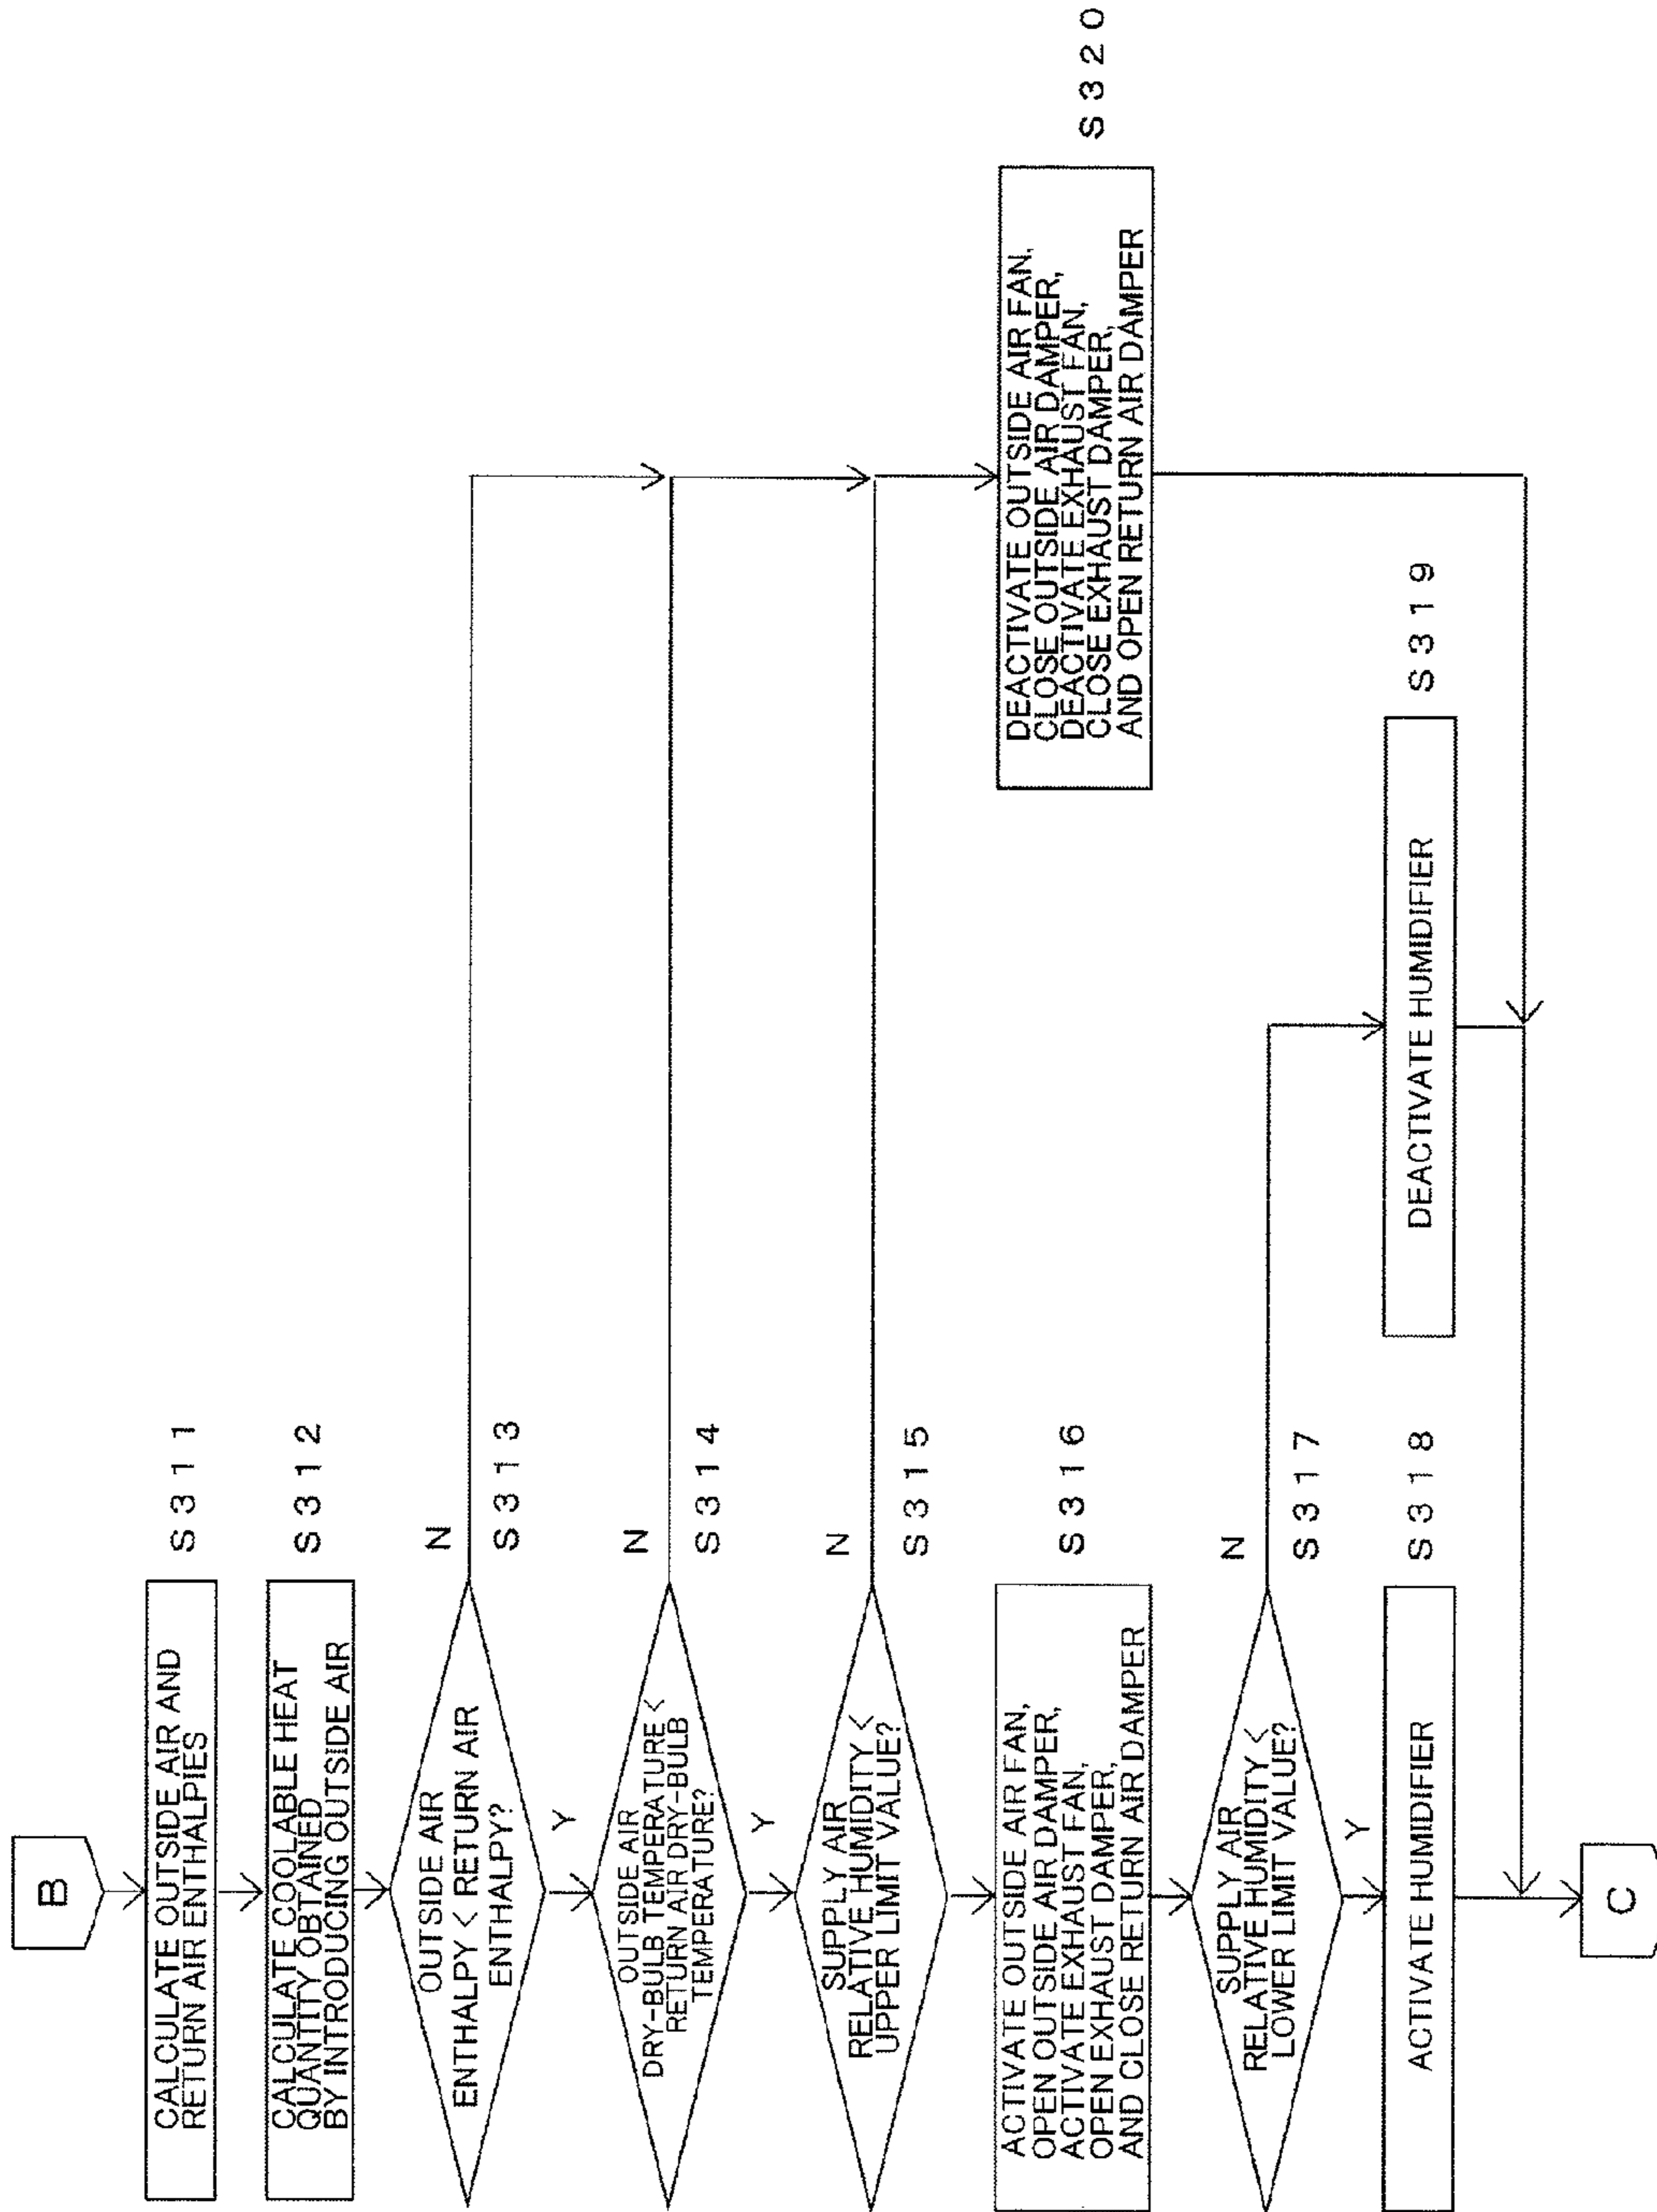 B
CALCULATE OUTSIDE AIR AND
RETURN AIR ENTHALPIES
S311
CALCULATE COOLABLE HEAT
QUANTITY OBTAINED
BY INTRODUCING OUTSIDE AIR
S312
OUTSIDE AIR
ENTHALPY < RETURN AIR
ENTHALPY?
N
S313
Y
OUTSIDE AIR
DRY-BULB TEMPERATURE <
RETURN AIR DRY-BULB
TEMPERATURE?
N
S314
Y
SUPPLY AIR
RELATIVE HUMIDITY <
UPPER LIMIT VALUE?
N
S315
ACTIVATE OUTSIDE AIR FAN,
OPEN OUTSIDE AIR DAMPER,
ACTIVATE EXHAUST FAN,
OPEN EXHAUST DAMPER,
AND CLOSE RETURN AIR DAMPER
S316
DEACTIVATE OUTSIDE AIR FAN,
CLOSE OUTSIDE AIR DAMPER,
DEACTIVATE EXHAUST FAN,
CLOSE EXHAUST DAMPER,
AND OPEN RETURN AIR DAMPER
S320
SUPPLY AIR
RELATIVE HUMIDITY <
LOWER LIMIT VALUE?
N
S317
Y
ACTIVATE HUMIDIFIER
S318
DEACTIVATE HUMIDIFIER
S319
C